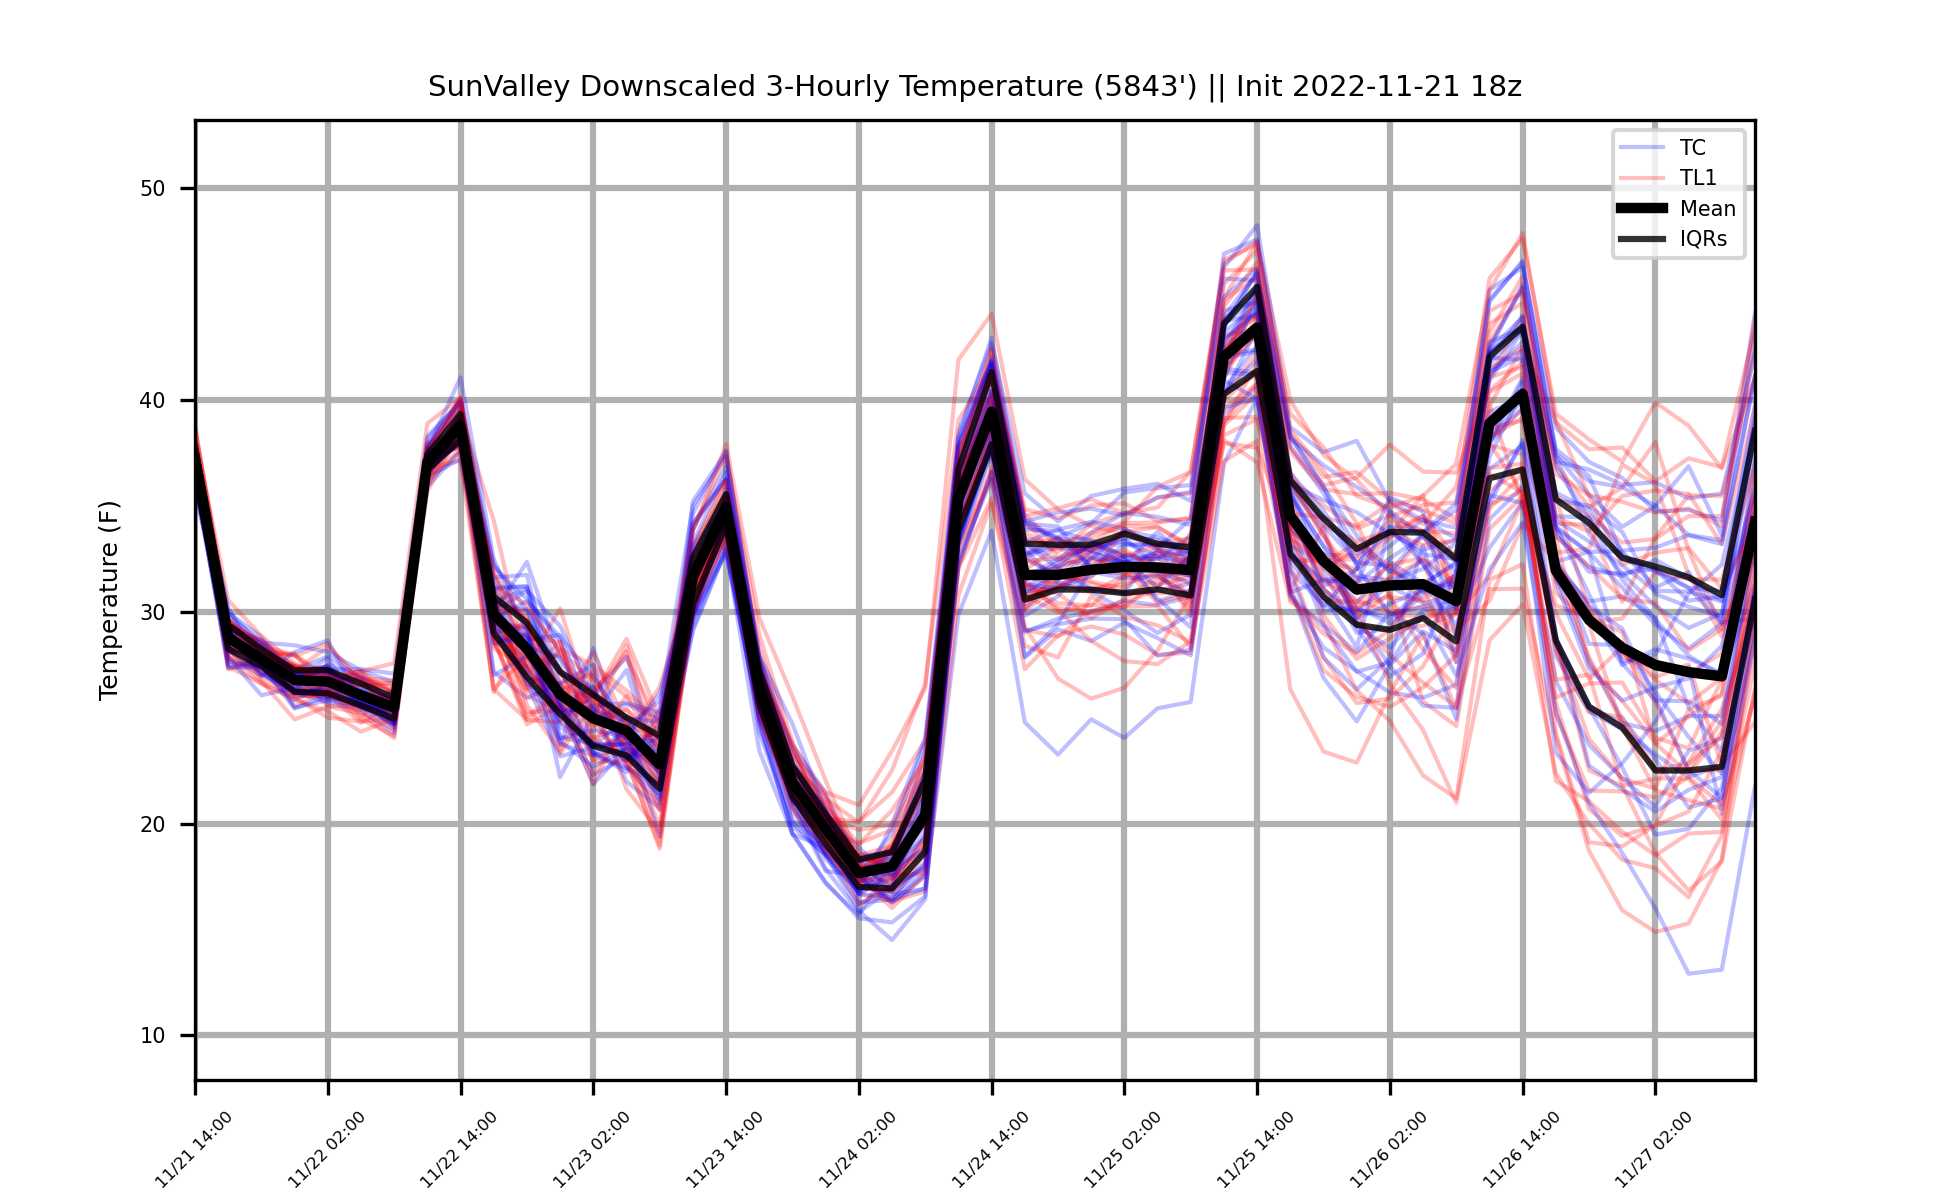 SunValley Downscaled 3-Hourly Temperature (5843') || Init 2022-11-21 18z
TC
TL1
Mean
IQRs
Temperature (F)
50
40
30
20
10
11/21 14:00
11/22 02:00
11/22 14:00
11/23 02:00
11/23 14:00
11/24 02:00
11/24 14:00
11/25 02:00
11/25 14:00
11/26 02:00
11/26 14:00
11/27 02:00